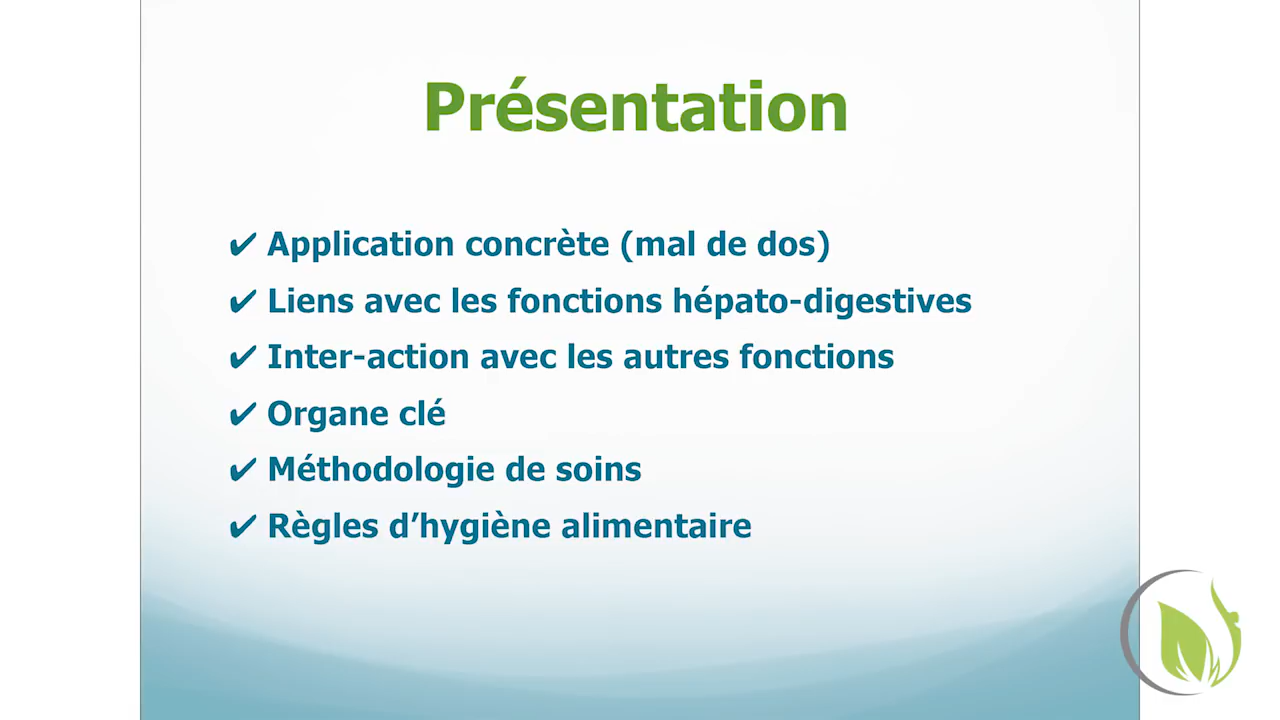 Présentation
✔ Application concrète (mal de dos)
✔ Liens avec les fonctions hépato-digestives
✔ Inter-action avec les autres fonctions
✔ Organe clé
✔ Méthodologie de soins
✔ Règles d’hygiène alimentaire